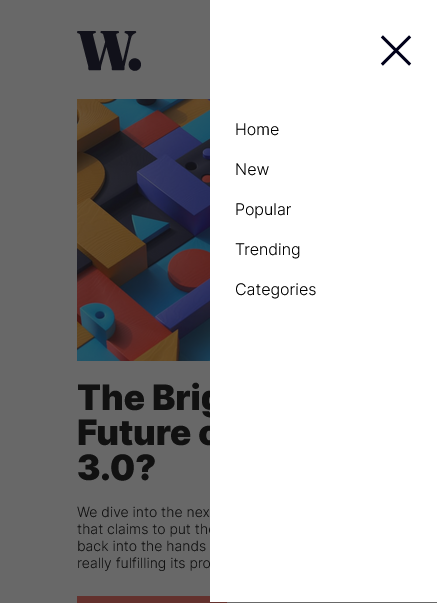 W.
Home
New
Popular
Trending
Categories
The Brig
Future o
3.0?
We dive into the nex
that claims to put the
back into the hands
really fulfilling its pro